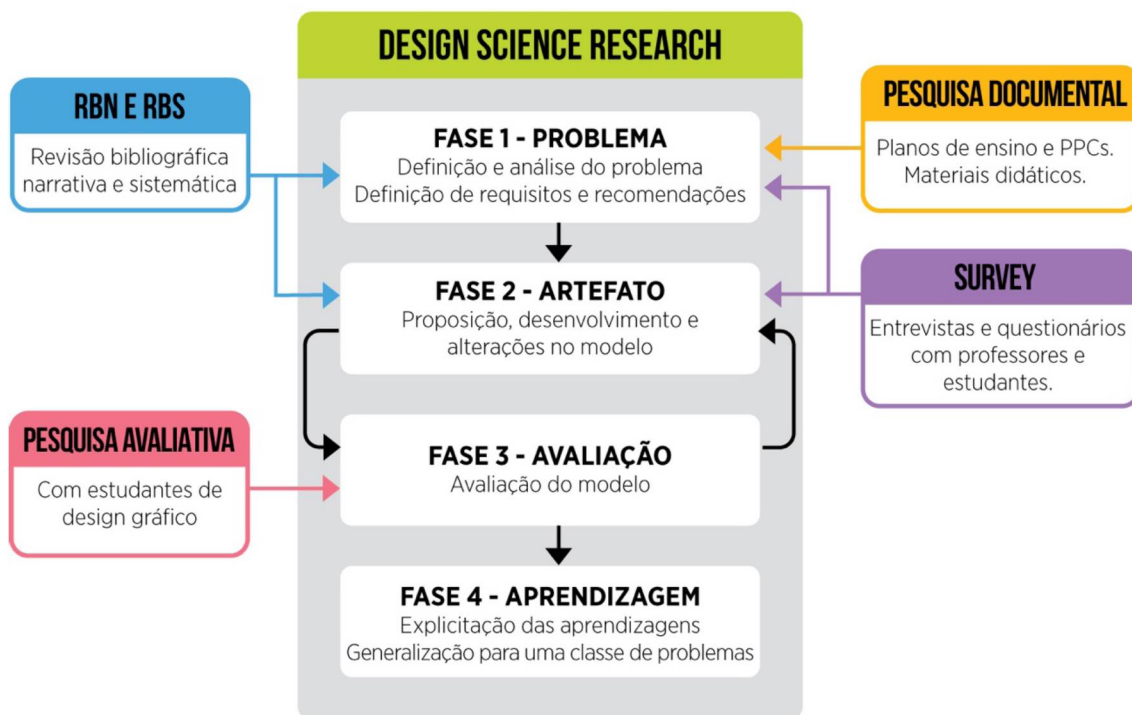 DESIGN SCIENCE RESEARCH
RBN E RBS
Revisão bibliográfica
narrativa e sistemática
FASE 1 - PROBLEMA
Definição e análise do problema
Definição de requisitos e recomendações
PESQUISA DOCUMENTAL
Planos de ensino e PPCs.
Materiais didáticos.
FASE 2 - ARTEFATO
Proposição, desenvolvimento e
alterações no modelo
SURVEY
Entrevistas e questionários
com professores e
estudantes.
PESQUISA AVALIATIVA
Com estudantes de
design gráfico
FASE 3 - AVALIAÇÃO
Avaliação do modelo
FASE 4 - APRENDIZAGEM
Explicitação das aprendizagens
Generalização para uma classe de problemas